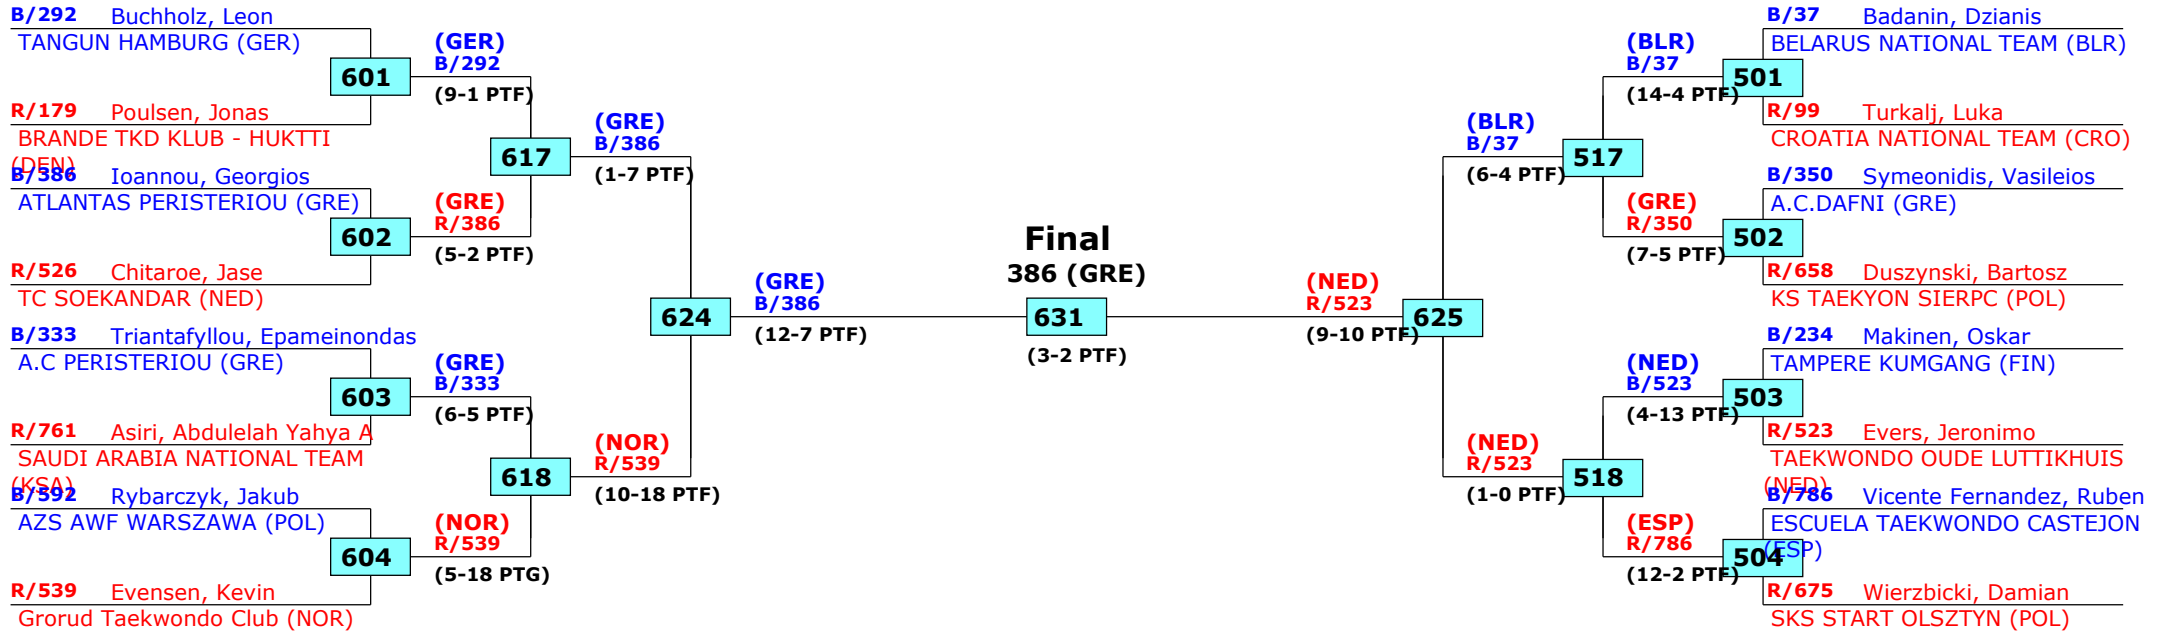 B/292 Buchholz, Leon
TANGUN HAMBURG (GER)
601
R/179 Poulsen, Jonas
BRANDE TKD KLUB - HUKTTI
(DEN)
B/386 Ioannou, Georgios
ATLANTAS PERISTERIOU (GRE)
602
R/526 Chitaroe, Jase
TC SOEKANDAR (NED)
B/333 Triantafyllou, Epameinondas
A.C PERISTERIOU (GRE)
603
R/761 Asiri, Abdulelah Yahya A
SAUDI ARABIA NATIONAL TEAM
(KSA)
B/592 Rybarczyk, Jakub
AZS AWF WARSZAWA (POL)
604
R/539 Evensen, Kevin
Grorud Taekwondo Club (NOR)
(GER)
B/292
(9-1 PTF)
617
(GRE)
R/386
(5-2 PTF)
(GRE)
B/333
(6-5 PTF)
618
(NOR)
R/539
(5-18 PTG)
(GRE)
B/386
(1-7 PTF)
624
(NOR)
R/539
(10-18 PTF)
(GRE)
B/386
(12-7 PTF)
Final
386 (GRE)
631
(3-2 PTF)
(NED)
R/523
(9-10 PTF)
625
(BLR)
B/37
(6-4 PTF)
517
(NED)
R/523
(1-0 PTF)
518
(BLR)
B/37
(14-4 PTF)
(GRE)
R/350
(7-5 PTF)
(NED)
B/523
(4-13 PTF)
(ESP)
R/786
(12-2 PTF)
B/37 Badanin, Dzianis
BELARUS NATIONAL TEAM (BLR)
501
R/99 Turkalj, Luka
CROATIA NATIONAL TEAM (CRO)
B/350 Symeonidis, Vasileios
A.C.DAFNI (GRE)
502
R/658 Duszynski, Bartosz
KS TAEKYON SIERPC (POL)
B/234 Makinen, Oskar
TAMPERE KUMGANG (FIN)
503
R/523 Evers, Jeronimo
TAEKWONDO OUDE LUTTIKHUIS
(NED)
B/786 Vicente Fernandez, Ruben
ESCUELA TAEKWONDO CASTEJON
(ESP)
504
R/675 Wierzbicki, Damian
SKS START OLSZTYN (POL)